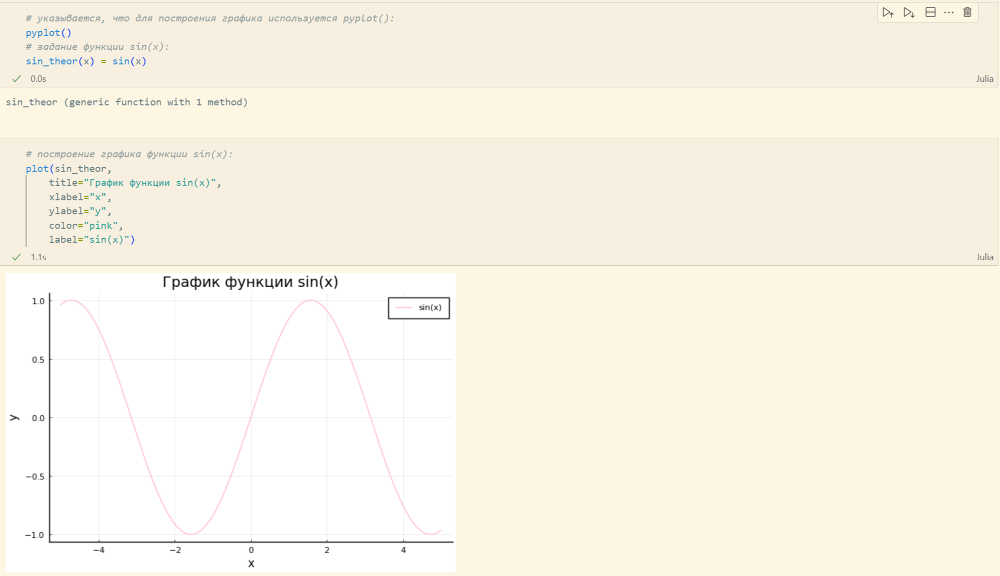 # указывается, что для построения графика используется pyplot():
pyplot()
# задание функции sin(x):
sin_theor(x) = sin(x)
0.0s
Julia
sin_theor (generic function with 1 method)
# построение графика функции sin(x):
plot(sin_theor,
title="График функции sin(x)",
xlabel="x",
ylabel="y",
color="pink",
label="sin(x)")
1.1s
Julia
График функции sin(x)
sin(x)
1.0
0.5
0.0
−0.5
−1.0
y
−4 −2 0 2 4
x